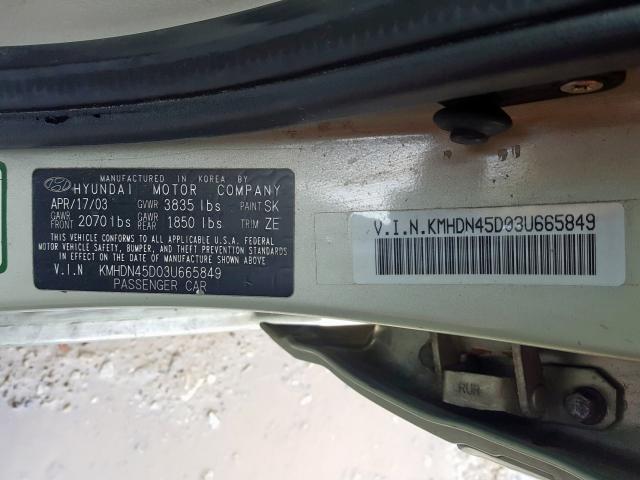 MANUFACTURED IN KOREA BY
HYUNDAI MOTOR COMPANY
APR/17/03 GVWR 3835 lbs PAINT SK
GAWR FRONT 2070 lbs GAWR REAR 1850 lbs TRIM ZE
THIS VEHICLE CONFORMS TO ALL APPLICABLE U.S.A. FEDERAL
MOTOR VEHICLE SAFETY, BUMPER, AND THEFT PREVENTION STANDARDS
IN EFFECT ON THE DATE OF MANUFACTURE SHOWN ABOVE.
V.I.N KMHDN45D03U665849
PASSENGER CAR
V.I.N.KMHDN45D03U665849
RUR